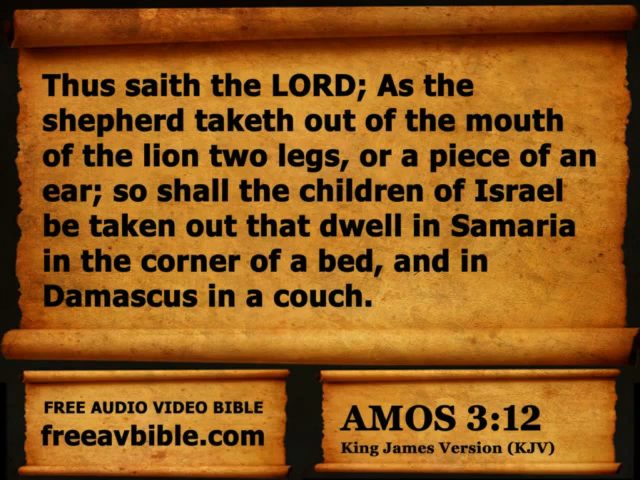 Thus saith the LORD; As the
shepherd taketh out of the mouth
of the lion two legs, or a piece of an
ear; so shall the children of Israel
be taken out that dwell in Samaria
in the corner of a bed, and in
Damascus in a couch.
FREE AUDIO VIDEO BIBLE
freeavbible.com
AMOS 3:12
King James Version (KJV)